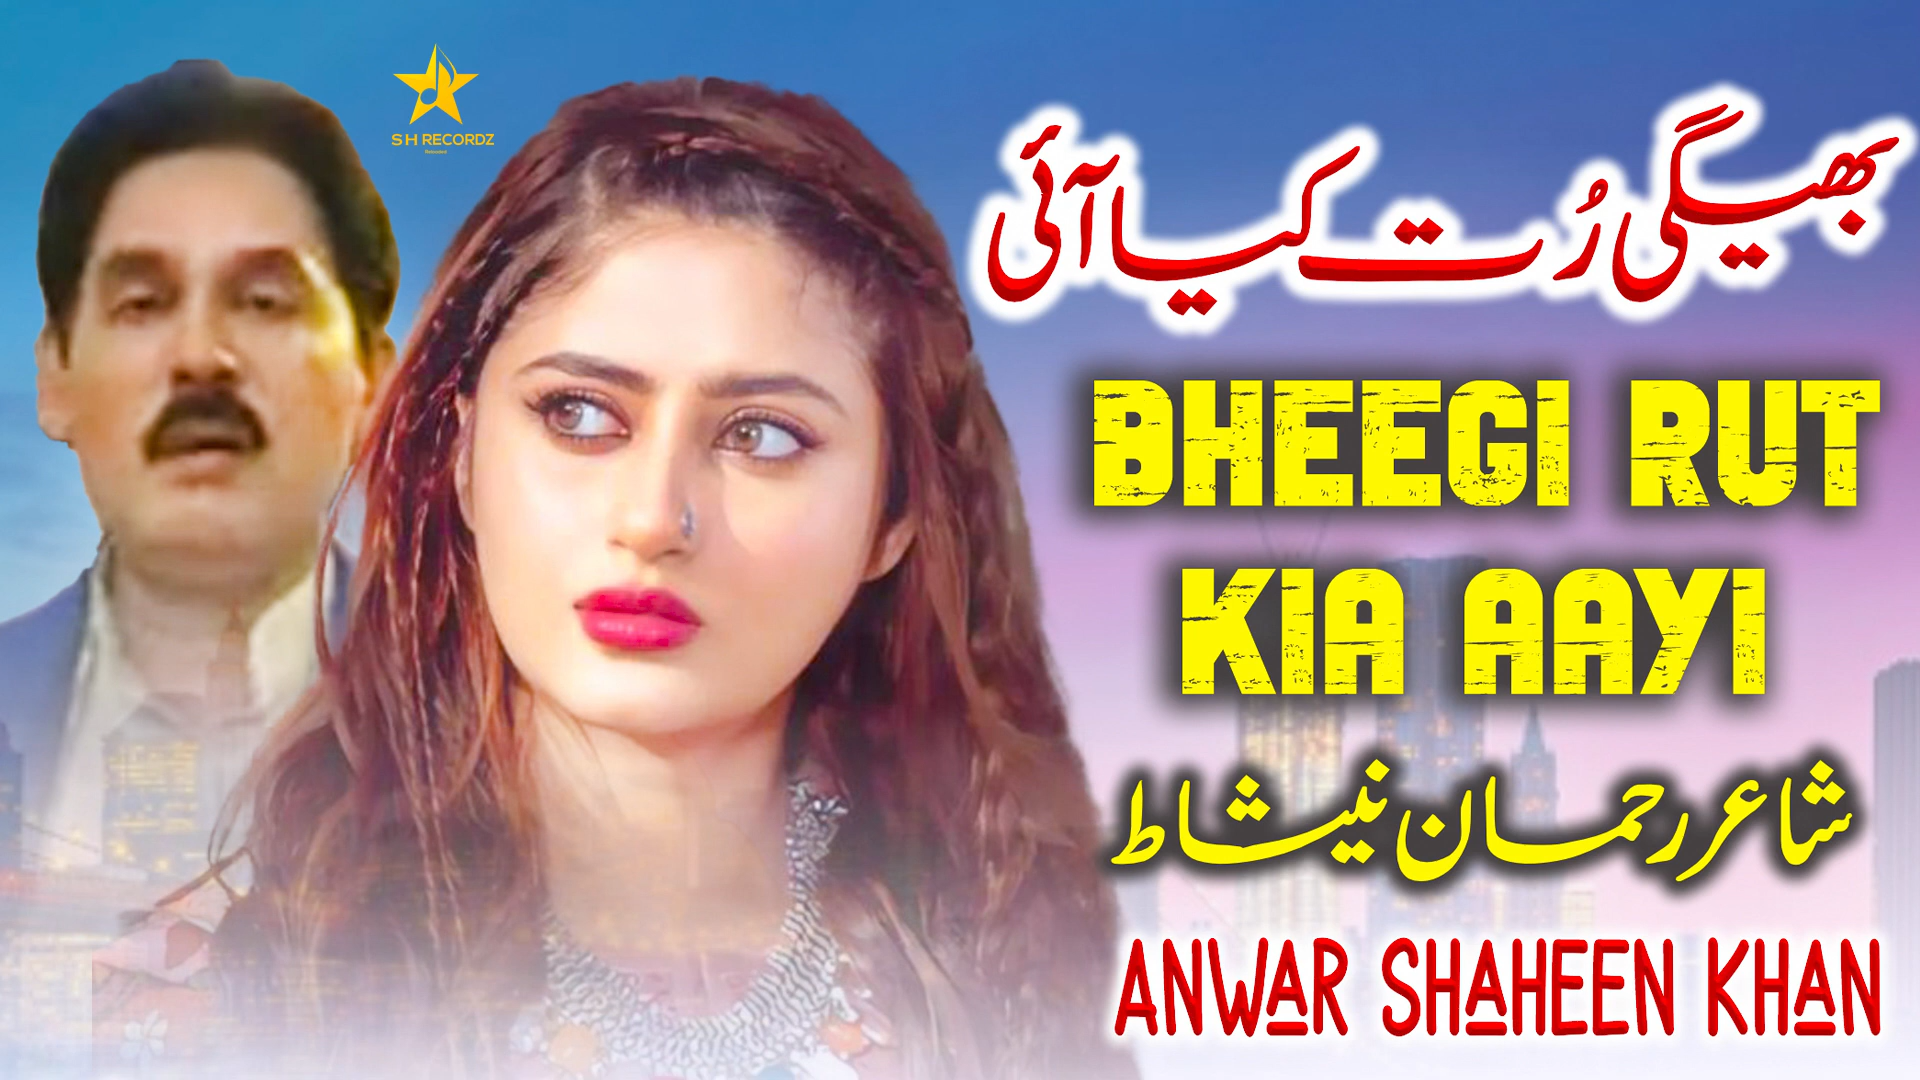 S H RECORDZ
بھیگی رُت کیا آئی
BHEEGI RUT
KIA AAYI
شاعر رحمان نیشاط
ANWAR SHAHEEN KHAN